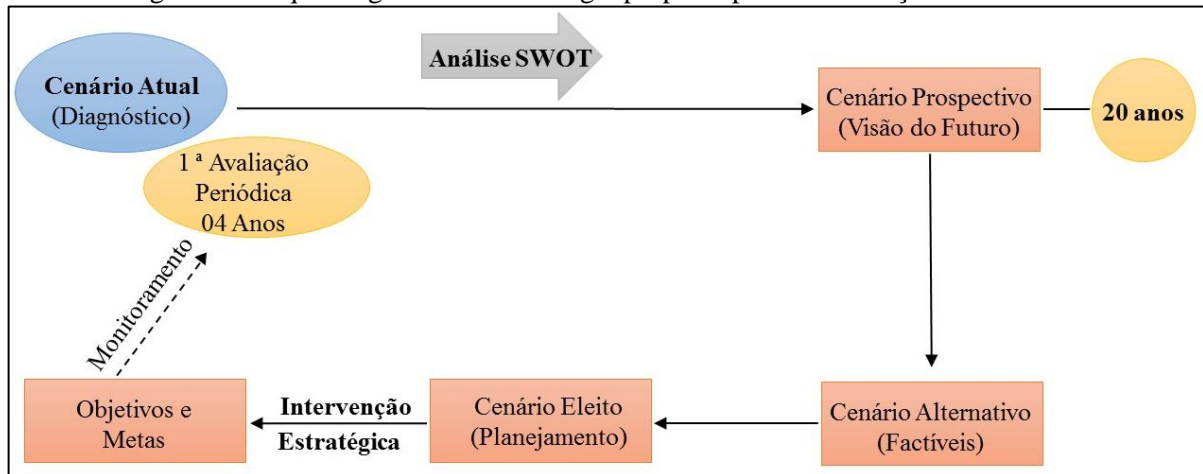 Análise SWOT
Cenário Atual
(Diagnóstico)
Cenário Prospectivo
(Visão do Futuro)
20 anos
1 ª Avaliação
Periódica
04 Anos
Monitoramento
Objetivos e
Metas
Intervenção
Estratégica
Cenário Eleito
(Planejamento)
Cenário Alternativo
(Factíveis)